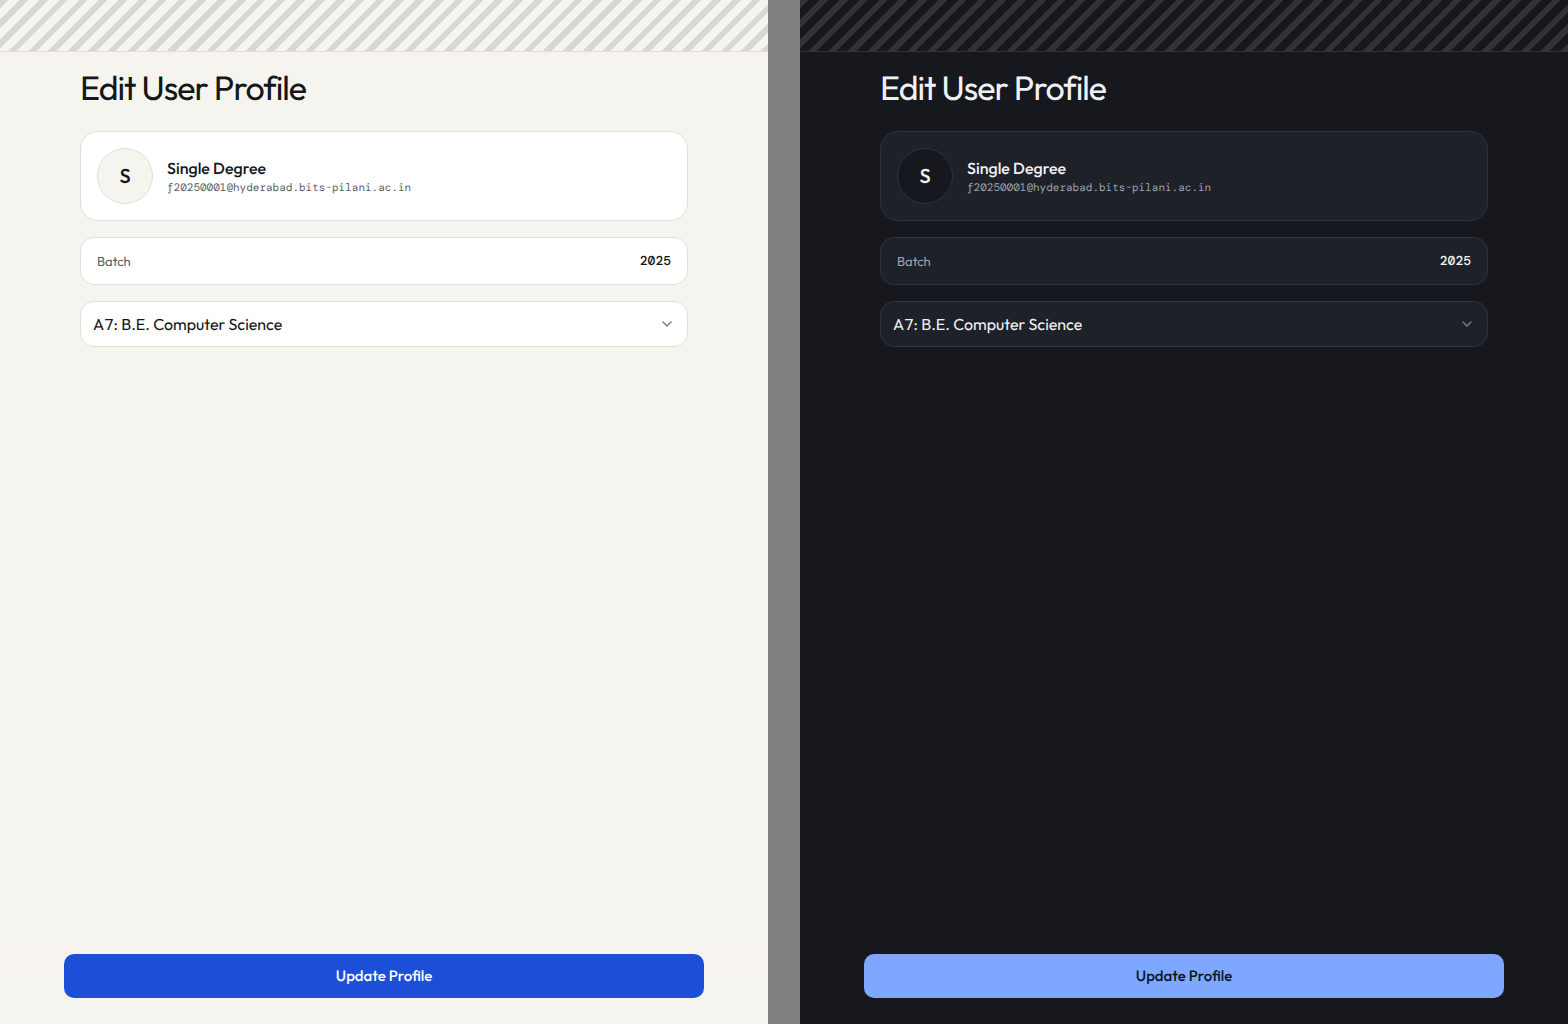 Edit User Profile
S
Single Degree
f20250001@hyderabad.bits-pilani.ac.in
Batch
2025
A7: B.E. Computer Science
Update Profile
Edit User Profile
S
Single Degree
f20250001@hyderabad.bits-pilani.ac.in
Batch
2025
A7: B.E. Computer Science
Update Profile